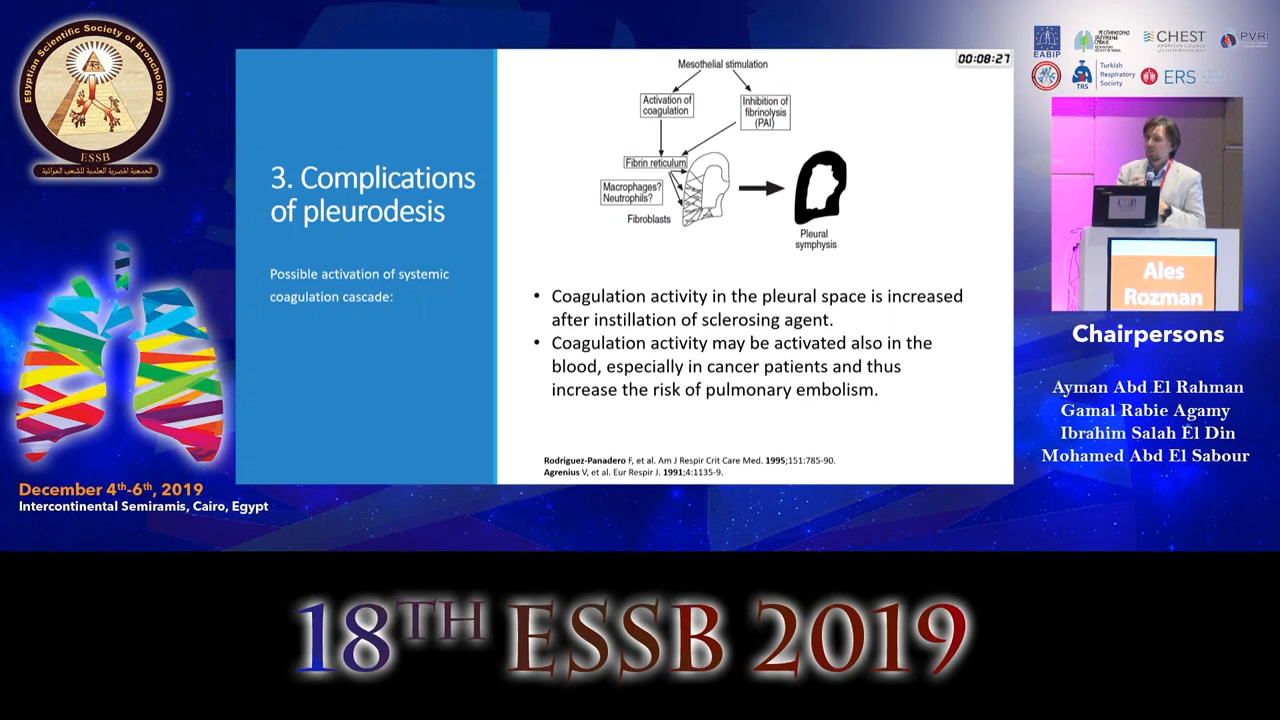 Egyptian Scientific Society of Bronchology
ESSB
الجمعية المصرية العلمية للشعب الهوائية
December 4th-6th, 2019
Intercontinental Semiramis, Cairo, Egypt
3. Complications
of pleurodesis
Possible activation of systemic
coagulation cascade:
00:08:27
Mesothelial stimulation
Activation of
coagulation
Inhibition of
fibrinolysis
(PAI)
Fibrin reticulum
Macrophages?
Neutrophils?
Fibroblasts
Pleural
symphysis
• Coagulation activity in the pleural space is increased
after instillation of sclerosing agent.
• Coagulation activity may be activated also in the
blood, especially in cancer patients and thus
increase the risk of pulmonary embolism.
Rodriguez-Panadero F, et al. Am J Respir Crit Care Med. 1995;151:785-90.
Agrenius V, et al. Eur Respir J. 1991;4:1135-9.
EABIP
CHEST
PVRI
TRS
Turkish
Respiratory
Society
ERS
Ales
Rozman
Chairpersons
Ayman Abd El Rahman
Gamal Rabie Agamy
Ibrahim Salah El Din
Mohamed Abd El Sabour
18TH ESSB 2019